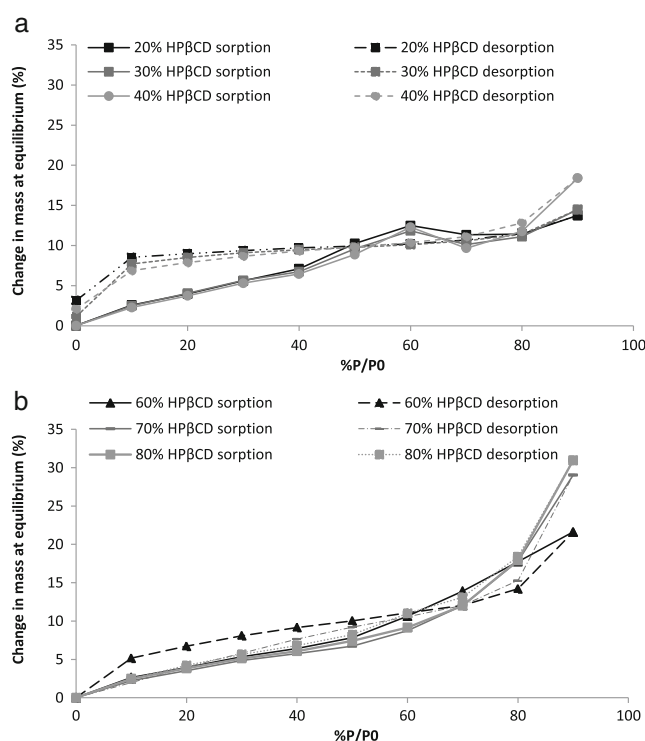 a
35
30
25
20
15
10
5
0
Change in mass at equilibrium (%)
20% HPβCD sorption
20% HPβCD desorption
30% HPβCD sorption
30% HPβCD desorption
40% HPβCD sorption
40% HPβCD desorption
0 20 40 60 80 100
%P/P0
b
35
30
25
20
15
10
5
0
Change in mass at equilibrium (%)
60% HPβCD sorption
60% HPβCD desorption
70% HPβCD sorption
70% HPβCD desorption
80% HPβCD sorption
80% HPβCD desorption
0 20 40 60 80 100
%P/P0